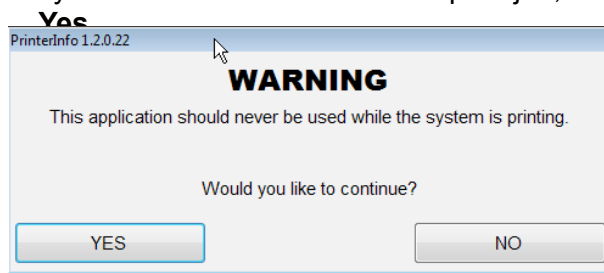 Yes
PrinterInfo 1.2.0.22
WARNING
This application should never be used while the system is printing.
Would you like to continue?
YES NO